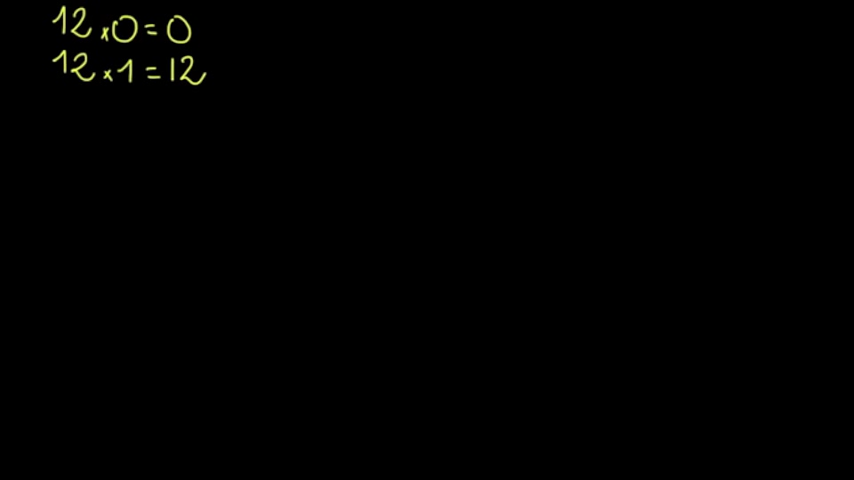 12 × 0 = 0
12 × 1 = 12